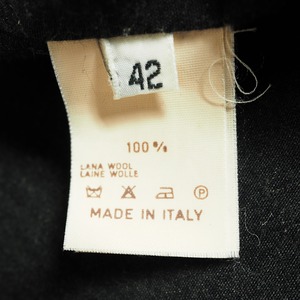 42
100%
LANA WOOL
LAINE WOLLE
P
MADE IN ITALY